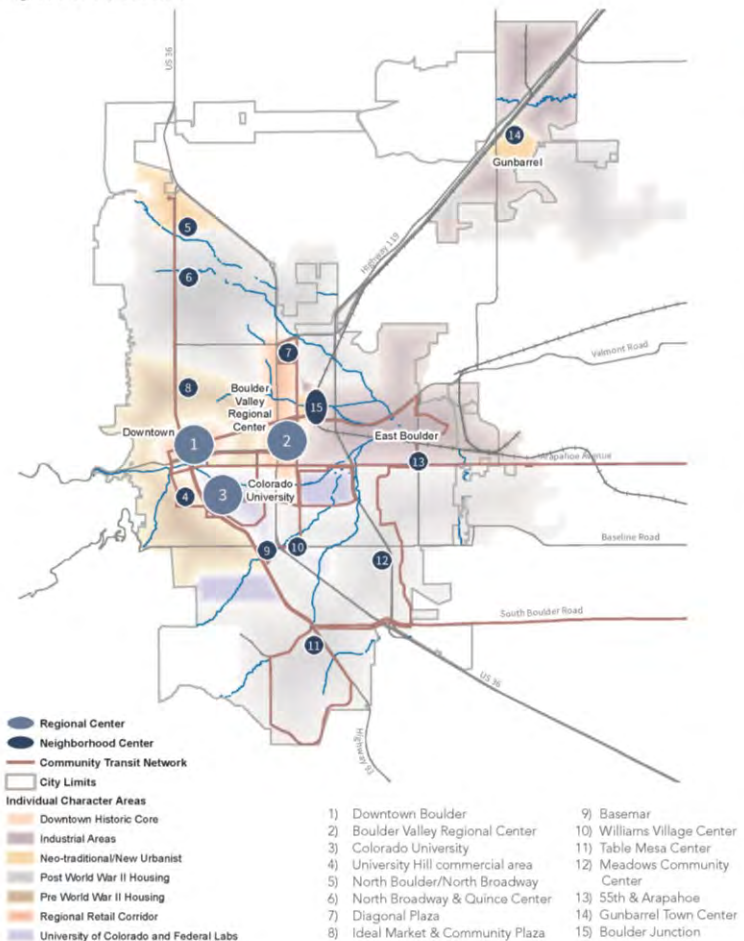 US 36
14
Gunbarrel
5
Highway 119
6
7
Valmont Road
8
Boulder
Valley
Regional
Center
15
Downtown
1
2
East Boulder
13
Arapahoe Avenue
Colorado
University
4
3
9
10
Baseline Road
12
South Boulder Road
11
US 36
Regional Center
Neighborhood Center
Community Transit Network
City Limits
Individual Character Areas
Downtown Historic Core
Industrial Areas
Neo-traditional/New Urbanist
Post World War II Housing
Pre World War II Housing
Regional Retail Corridor
University of Colorado and Federal Labs
1) Downtown Boulder
2) Boulder Valley Regional Center
3) Colorado University
4) University Hill commercial area
5) North Boulder/North Broadway
6) North Broadway & Quince Center
7) Diagonal Plaza
8) Ideal Market & Community Plaza
9) Basemar
10) Williams Village Center
11) Table Mesa Center
12) Meadows Community
Center
13) 55th & Arapahoe
14) Gunbarrel Town Center
15) Boulder Junction